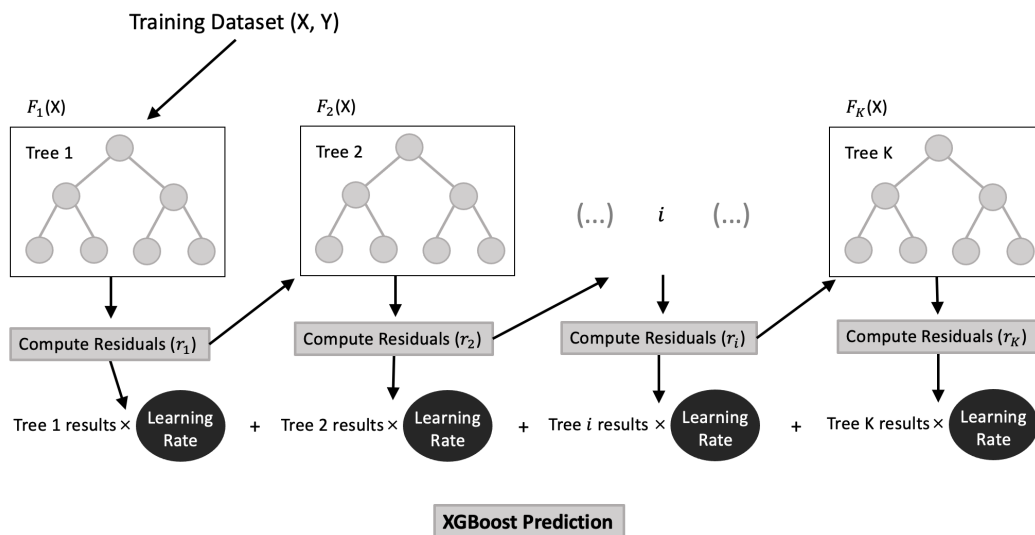 Training Dataset (X, Y)
F₁(X)
F₂(X)
F_K(X)
Tree 1
Tree 2
Tree K
(...) i (...)
Compute Residuals (r₁)
Compute Residuals (r₂)
Compute Residuals (rᵢ)
Compute Residuals (r_K)
Tree 1 results × Learning Rate
+
Tree 2 results × Learning Rate
+
Tree i results × Learning Rate
+
Tree K results × Learning Rate
XGBoost Prediction